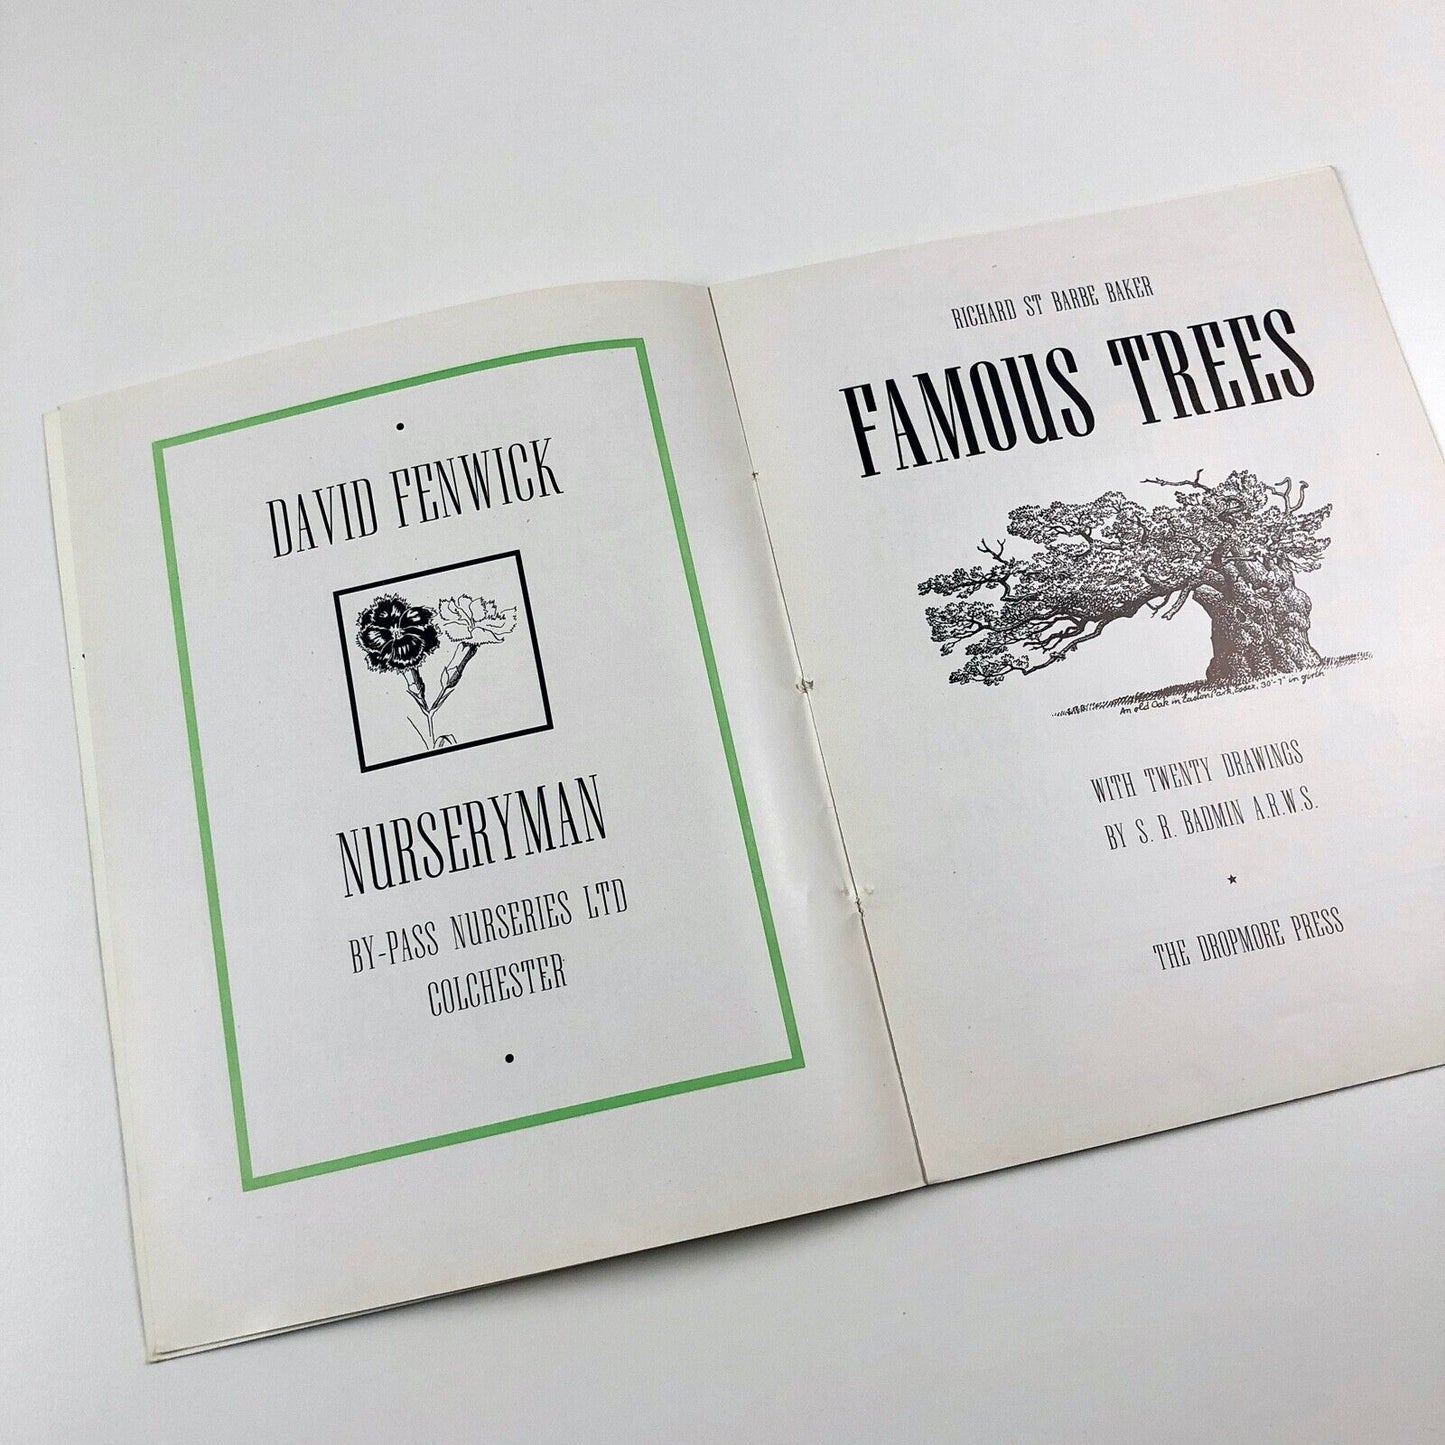 DAVID FENWICK
NURSERYMAN
BY-PASS NURSERIES LTD
COLCHESTER
RICHARD ST BARBE BAKER
FAMOUS TREES
An old Oak in Easton Park, Essex, 30'-7" in girth
WITH TWENTY DRAWINGS
BY S. R. BADMIN A.R.W.S.
THE DROPMORE PRESS